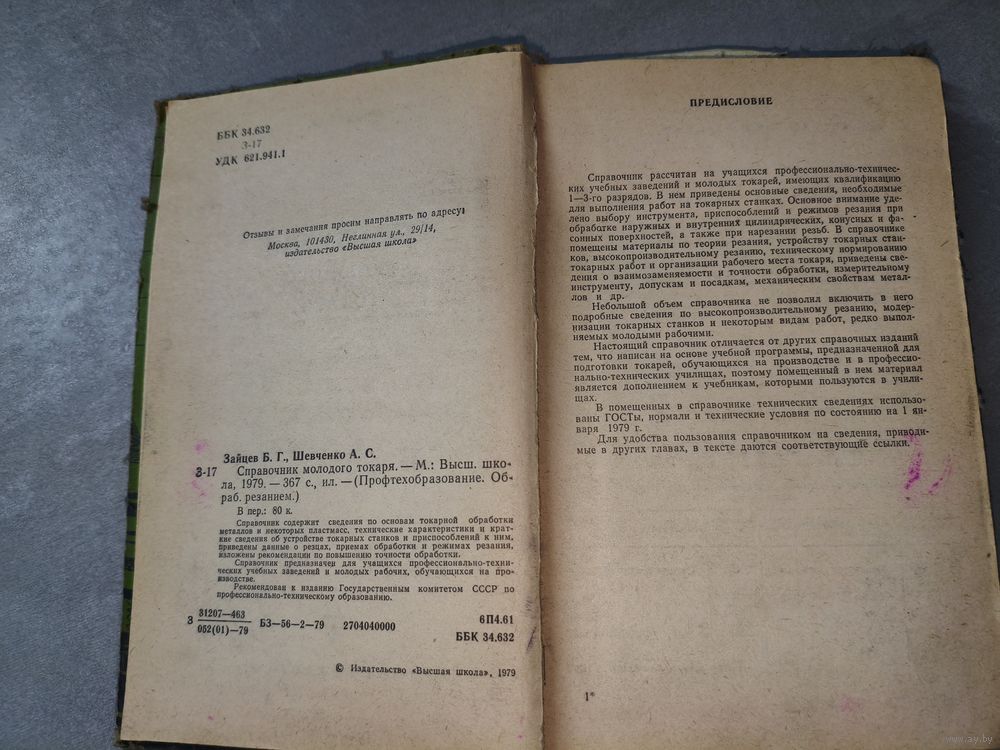 ББК 34.632
З-17
УДК 621.941.1
Отзывы и замечания просим направлять по адресу:
Москва, 101430, Неглинная ул., 29/14,
издательство «Высшая школа»
Зайцев Б. Г., Шевченко А. С.
З-17 Справочник молодого токаря. — М.: Высш. шко-
ла, 1979. — 367 с., ил. — (Профтехобразование. Об-
раб. резанием.)
В пер.: 80 к.
Справочник содержит сведения по основам токарной обработки
металлов и некоторых пластмасс, технические характеристики и крат-
кие сведения об устройстве токарных станков и приспособлений к ним,
приведены данные о резцах, приемах обработки и режимах резания,
изложены рекомендации по повышению точности обработки.
Справочник предназначен для учащихся профессионально-техни-
ческих учебных заведений и молодых рабочих, обучающихся на про-
изводстве.
Рекомендован к изданию Государственным комитетом СССР по
профессионально-техническому образованию.
З 31207—463
052(01)—79 БЗ—56—2—79 2704040000 6П4.61
ББК 34.632
© Издательство «Высшая школа», 1979
ПРЕДИСЛОВИЕ
Справочник рассчитан на учащихся профессионально-техничес-
ких учебных заведений и молодых токарей, имеющих квалификацию
1—3-го разрядов. В нем приведены основные сведения, необходимые
для выполнения работ на токарных станках. Основное внимание уде-
лено выбору инструмента, приспособлений и режимов резания при
обработке наружных и внутренних цилиндрических, конусных и фа-
сонных поверхностей, а также при нарезании резьб. В справочнике
помещены материалы по теории резания, устройству токарных стан-
ков, высокопроизводительному резанию, техническому нормированию
токарных работ и организации рабочего места токаря, приведены све-
дения о взаимозаменяемости и точности обработки, измерительному
инструменту, допускам и посадкам, механическим свойствам метал-
лов и др.
Небольшой объем справочника не позволил включить в него
подробные сведения по высокопроизводительному резанию, модер-
низации токарных станков и некоторым видам работ, редко выпол-
няемых молодыми рабочими.
Настоящий справочник отличается от других справочных изданий
тем, что написан на основе учебной программы, предназначенной для
подготовки токарей, обучающихся на производстве и в профессио-
нально-технических училищах, поэтому помещенный в нем материал
является дополнением к учебникам, которыми пользуются в учили-
щах.
В помещенных в справочнике технических сведениях использо-
ваны ГОСТы, нормали и технические условия по состоянию на 1 ян-
варя 1979 г.
Для удобства пользования справочником на сведения, приводи-
мые в других главах, в тексте даются соответствующие ссылки.
1*
www.ay.by